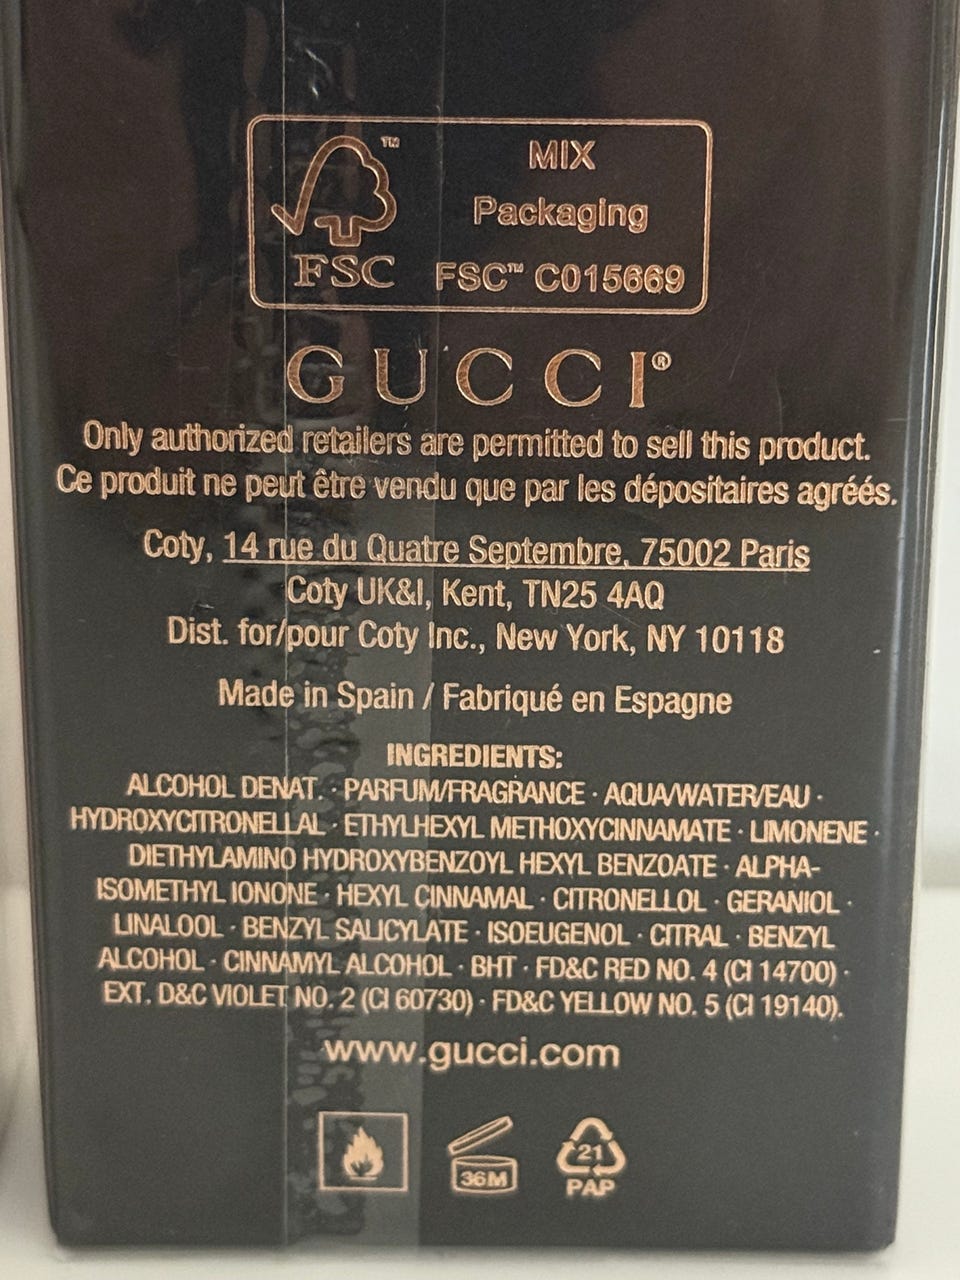 TM
MIX
Packaging
FSC
FSC™ C015669
GUCCI®
Only authorized retailers are permitted to sell this product.
Ce produit ne peut être vendu que par les dépositaires agréés.
Coty, 14 rue du Quatre Septembre, 75002 Paris
Coty UK&I, Kent, TN25 4AQ
Dist. for/pour Coty Inc., New York, NY 10118
Made in Spain / Fabriqué en Espagne
INGREDIENTS:
ALCOHOL DENAT. · PARFUM/FRAGRANCE · AQUA/WATER/EAU ·
HYDROXYCITRONELLAL · ETHYLHEXYL METHOXYCINNAMATE · LIMONENE ·
DIETHYLAMINO HYDROXYBENZOYL HEXYL BENZOATE · ALPHA-
ISOMETHYL IONONE · HEXYL CINNAMAL · CITRONELLOL · GERANIOL ·
LINALOOL · BENZYL SALICYLATE · ISOEUGENOL · CITRAL · BENZYL
ALCOHOL · CINNAMYL ALCOHOL · BHT · FD&C RED NO. 4 (CI 14700) ·
EXT. D&C VIOLET NO. 2 (CI 60730) · FD&C YELLOW NO. 5 (CI 19140).
www.gucci.com
36M
21
PAP